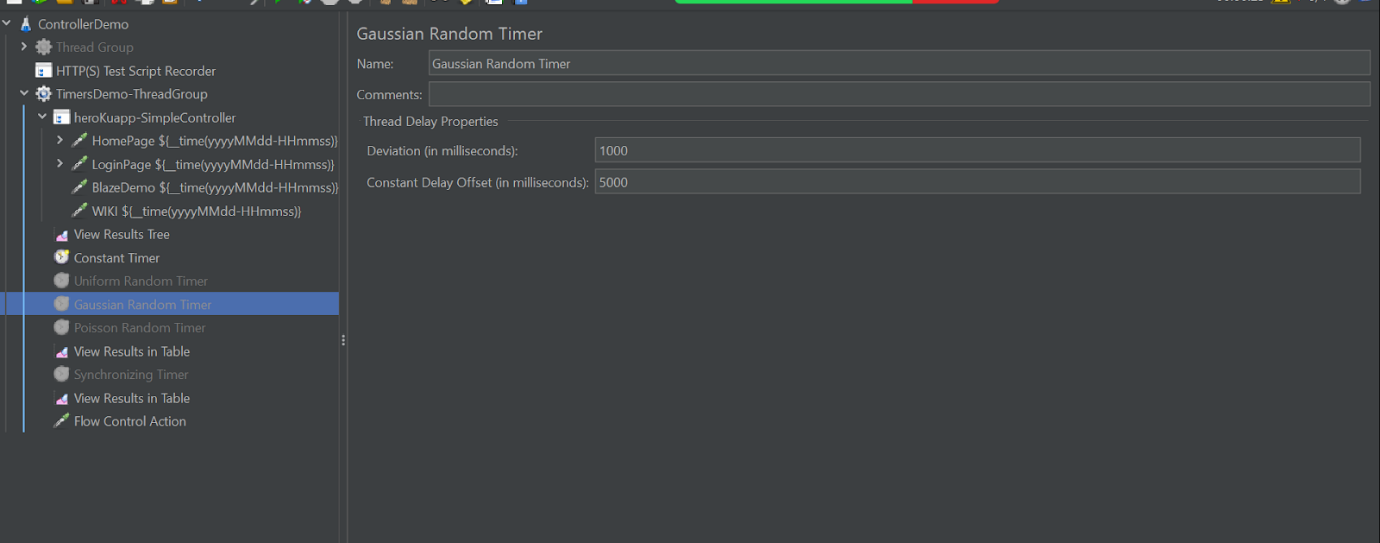 ControllerDemo
Thread Group
HTTP(S) Test Script Recorder
TimersDemo-ThreadGroup
heroKuapp-SimpleController
HomePage ${__time(yyyyMMdd-HHmmss)}
LoginPage ${__time(yyyyMMdd-HHmmss)}
BlazeDemo ${__time(yyyyMMdd-HHmmss)}
WIKI ${__time(yyyyMMdd-HHmmss)}
View Results Tree
Constant Timer
Uniform Random Timer
Gaussian Random Timer
Poisson Random Timer
View Results in Table
Synchronizing Timer
View Results in Table
Flow Control Action
Gaussian Random Timer
Name: Gaussian Random Timer
Comments:
Thread Delay Properties
Deviation (in milliseconds): 1000
Constant Delay Offset (in milliseconds): 5000